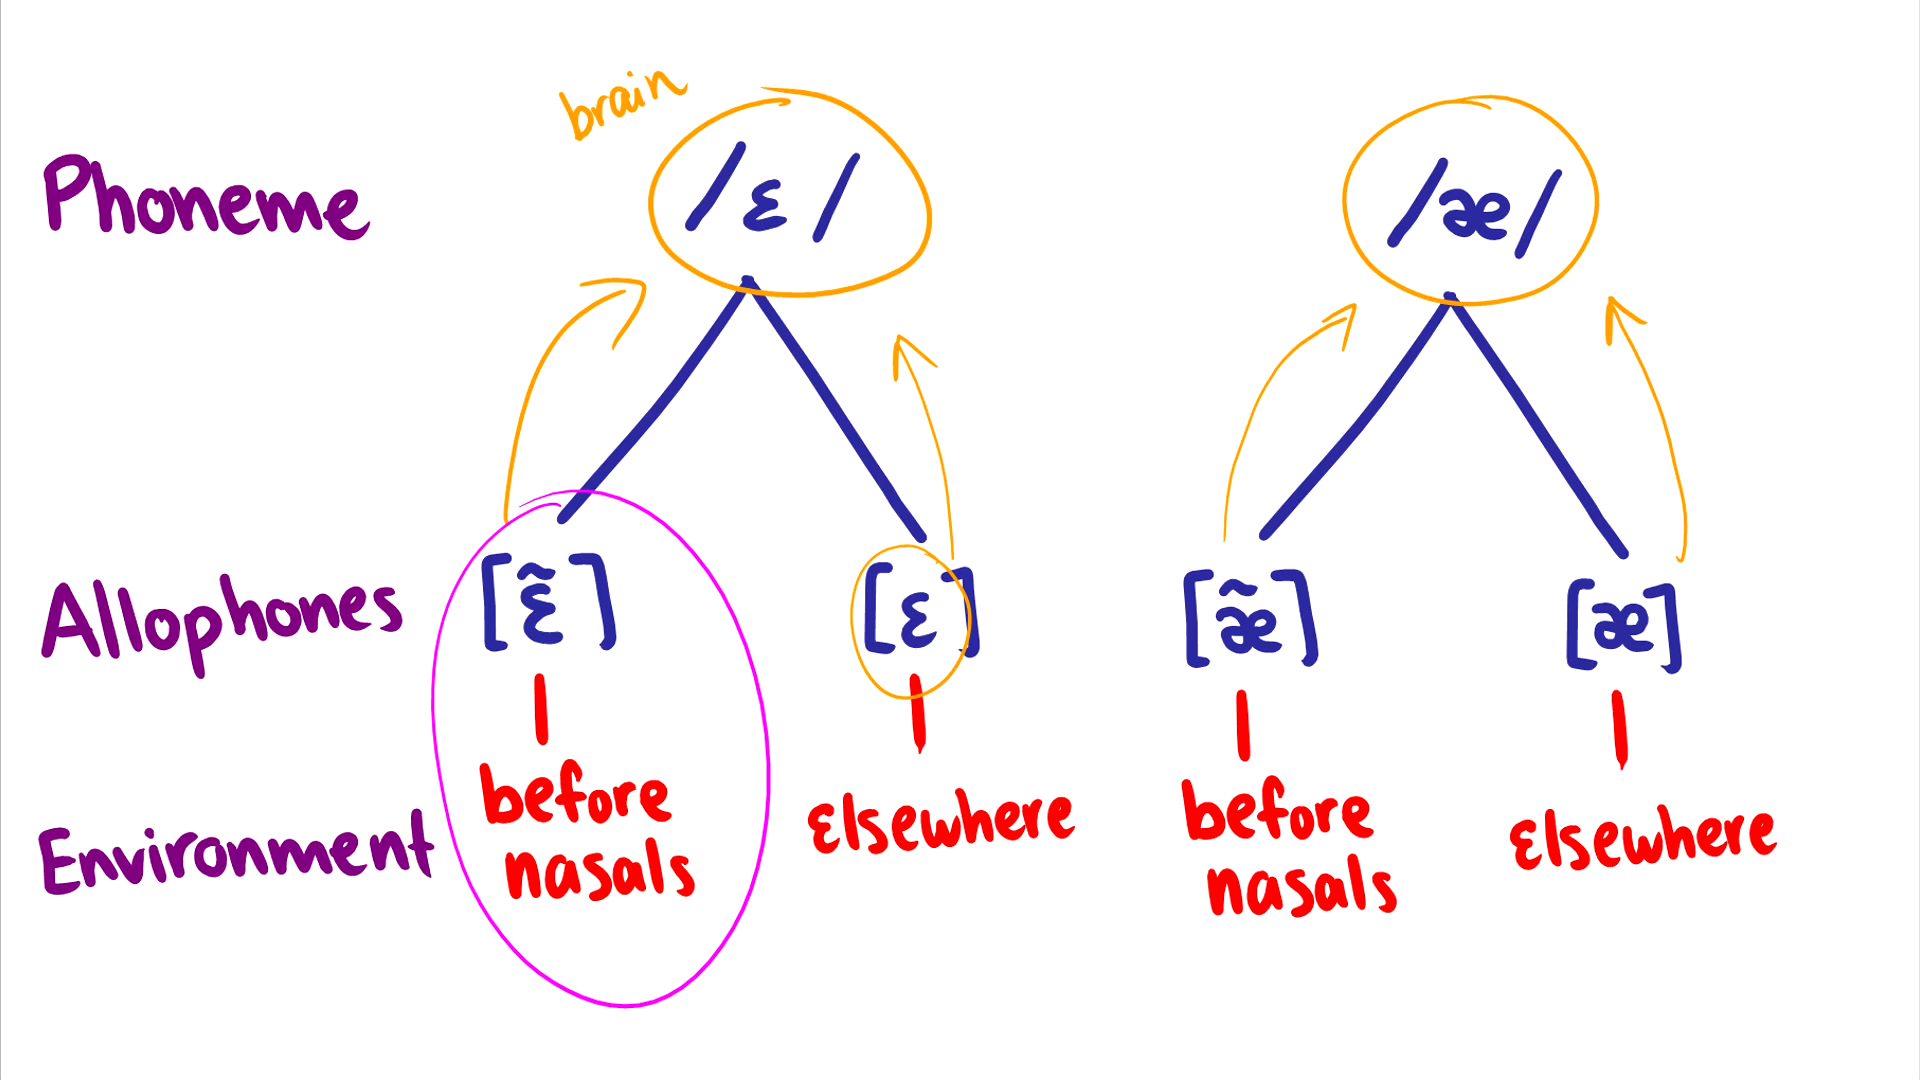 brain
Phoneme /ɛ/ /æ/
Allophones [ɛ̃] [ɛ] [æ̃] [æ]
Environment before nasals Elsewhere before nasals Elsewhere